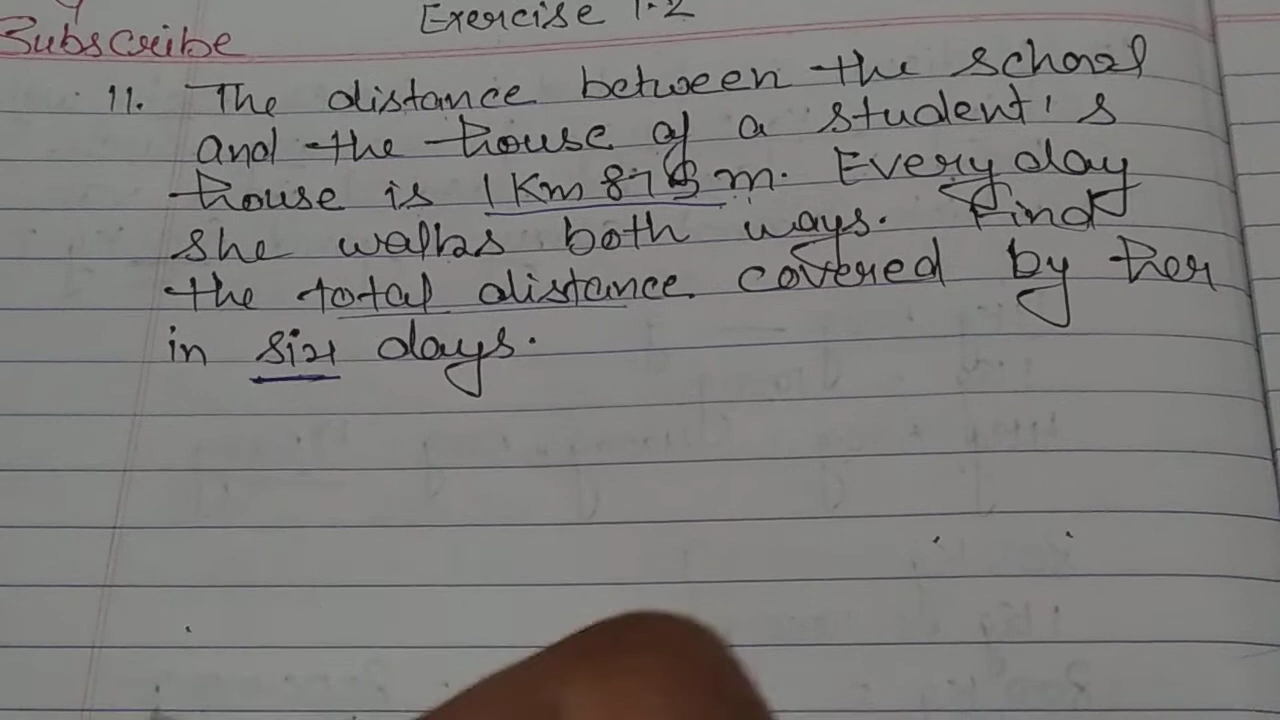 Exercise 1.2
Subscribe
11. The distance between the school
and the house of a student's
house is 1 Km 875 m. Every day
she walks both ways. Find
the total distance covered by her
in six days.